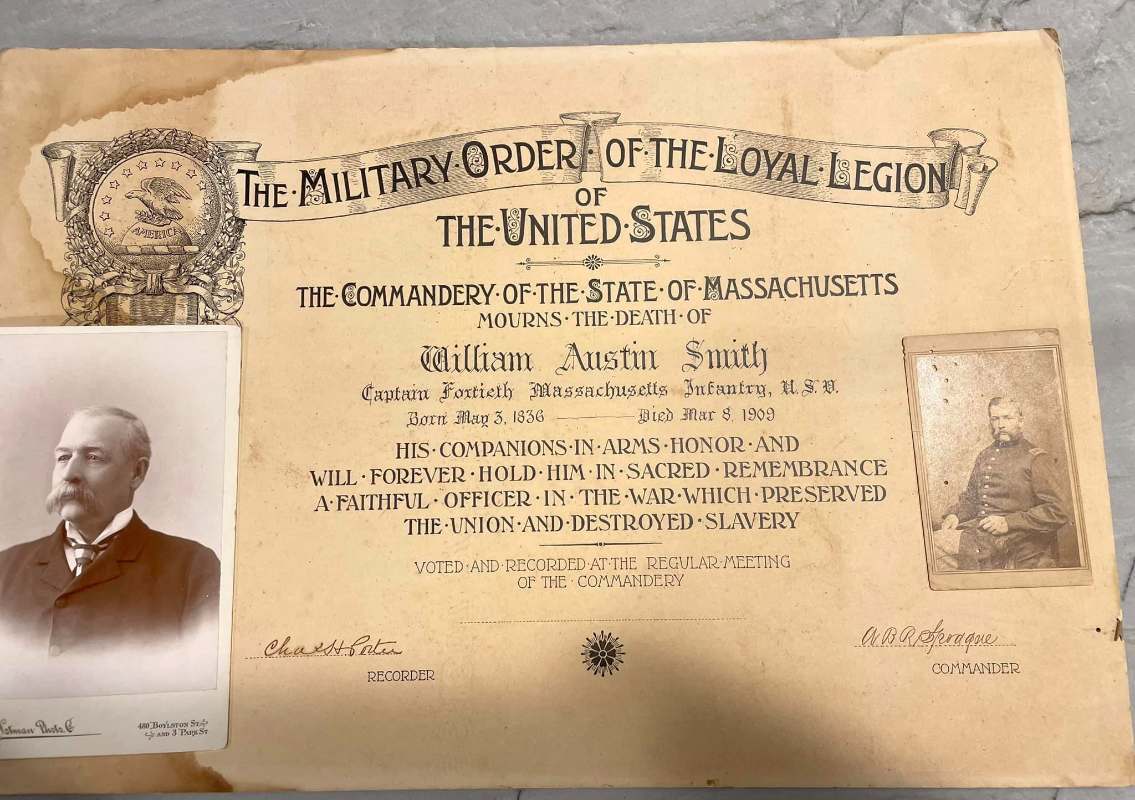 THE·MILITARY·ORDER·OF·THE·LOYAL·LEGION
OF
THE·UNITED·STATES
AMERICA
THE·COMMANDERY·OF·THE·STATE·OF·MASSACHUSETTS
MOURNS·THE·DEATH·OF
William Austin Smith
Captain Fortieth Massachusetts Infantry, U.S.V.
Born May 3, 1836 — Died Mar 8, 1909
HIS·COMPANIONS·IN·ARMS·HONOR·AND
WILL·FOREVER·HOLD·HIM·IN·SACRED·REMEMBRANCE
A·FAITHFUL·OFFICER·IN·THE·WAR·WHICH·PRESERVED
THE·UNION·AND·DESTROYED·SLAVERY
VOTED·AND·RECORDED·AT·THE·REGULAR·MEETING
OF·THE·COMMANDERY
Chas H. Porter
RECORDER
A B R Sprague
COMMANDER
Photo. Co
480 BOYLSTON ST.
AND 3 PARK ST